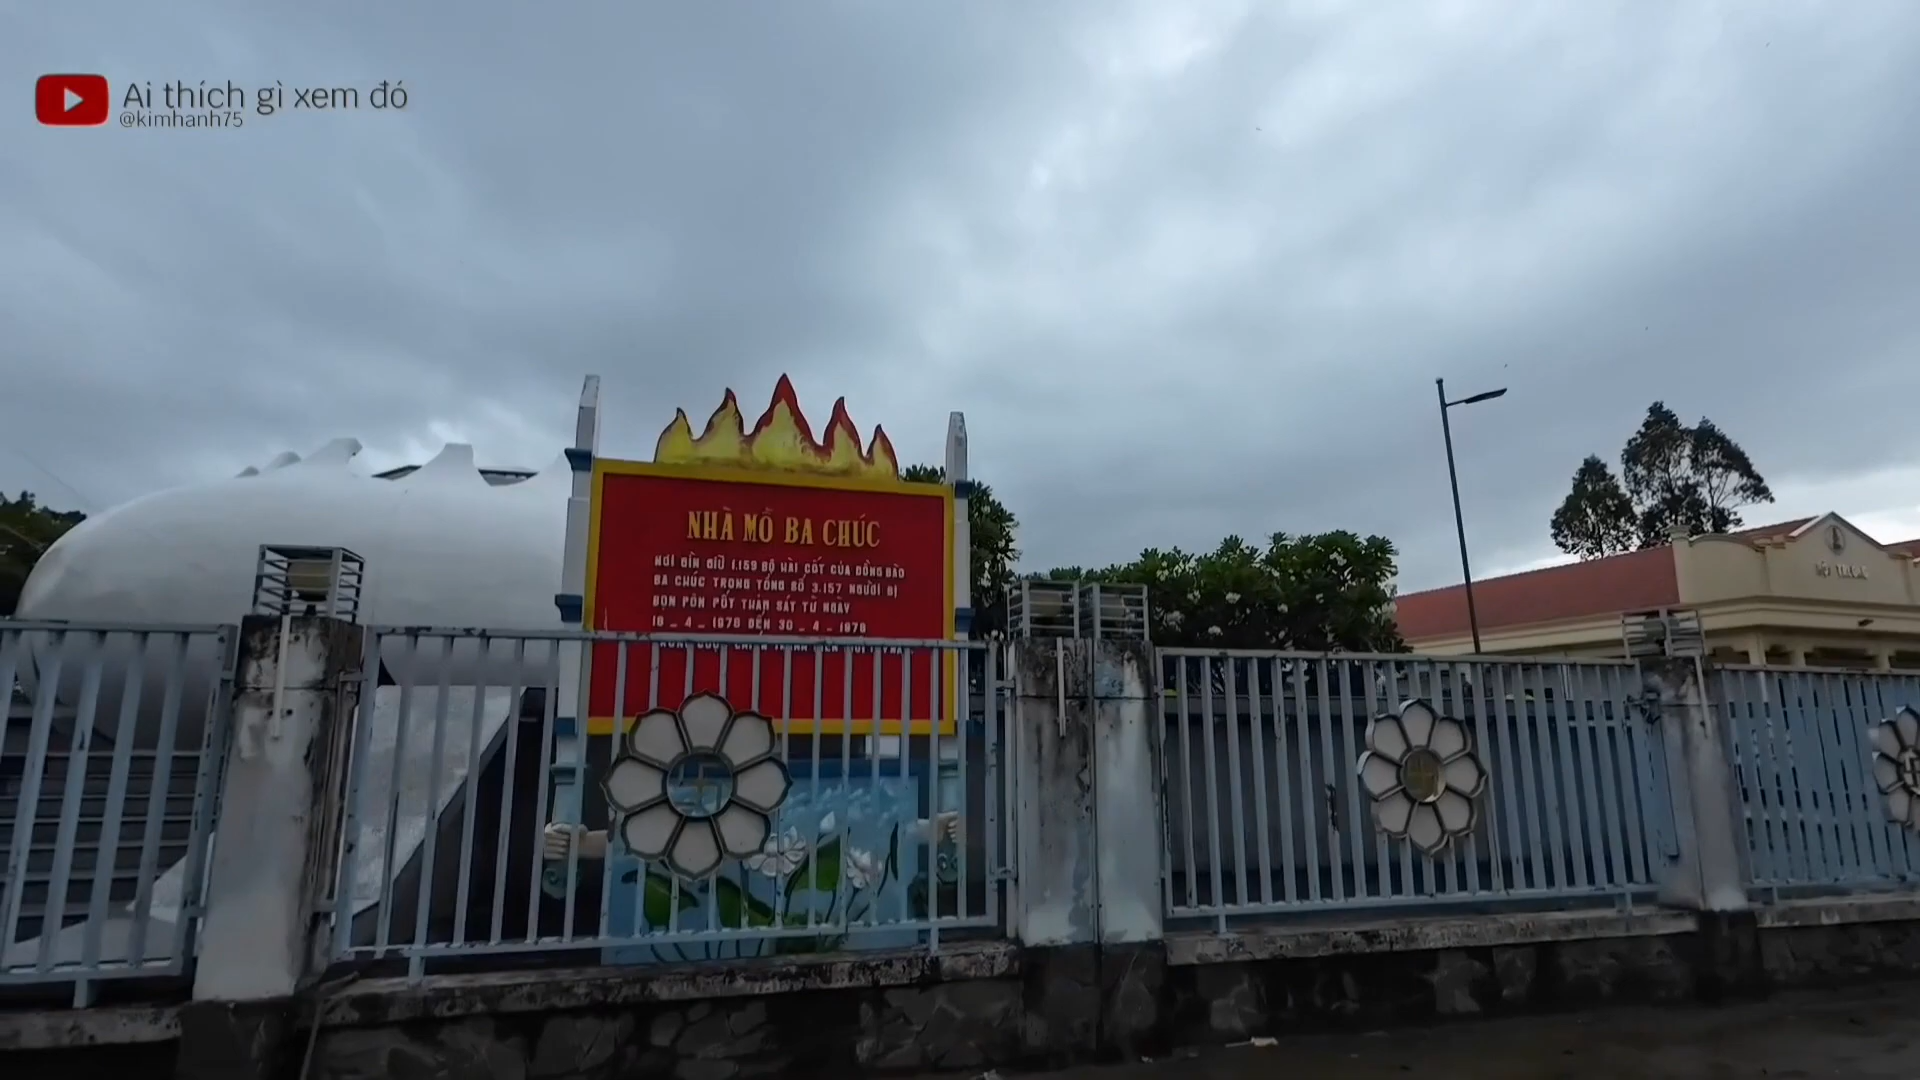 Ai thích gì xem đó
@kimhanh75
NHÀ MỒ BA CHÚC
NƠI GÌN GIỮ 1.159 BỘ HÀI CỐT CỦA ĐỒNG BÀO
BA CHÚC TRONG TỔNG SỐ 3.157 NGƯỜI BỊ
BỌN PÔN PỐT THẢM SÁT TỪ NGÀY
18 - 4 - 1978 ĐẾN 30 - 4 - 1978